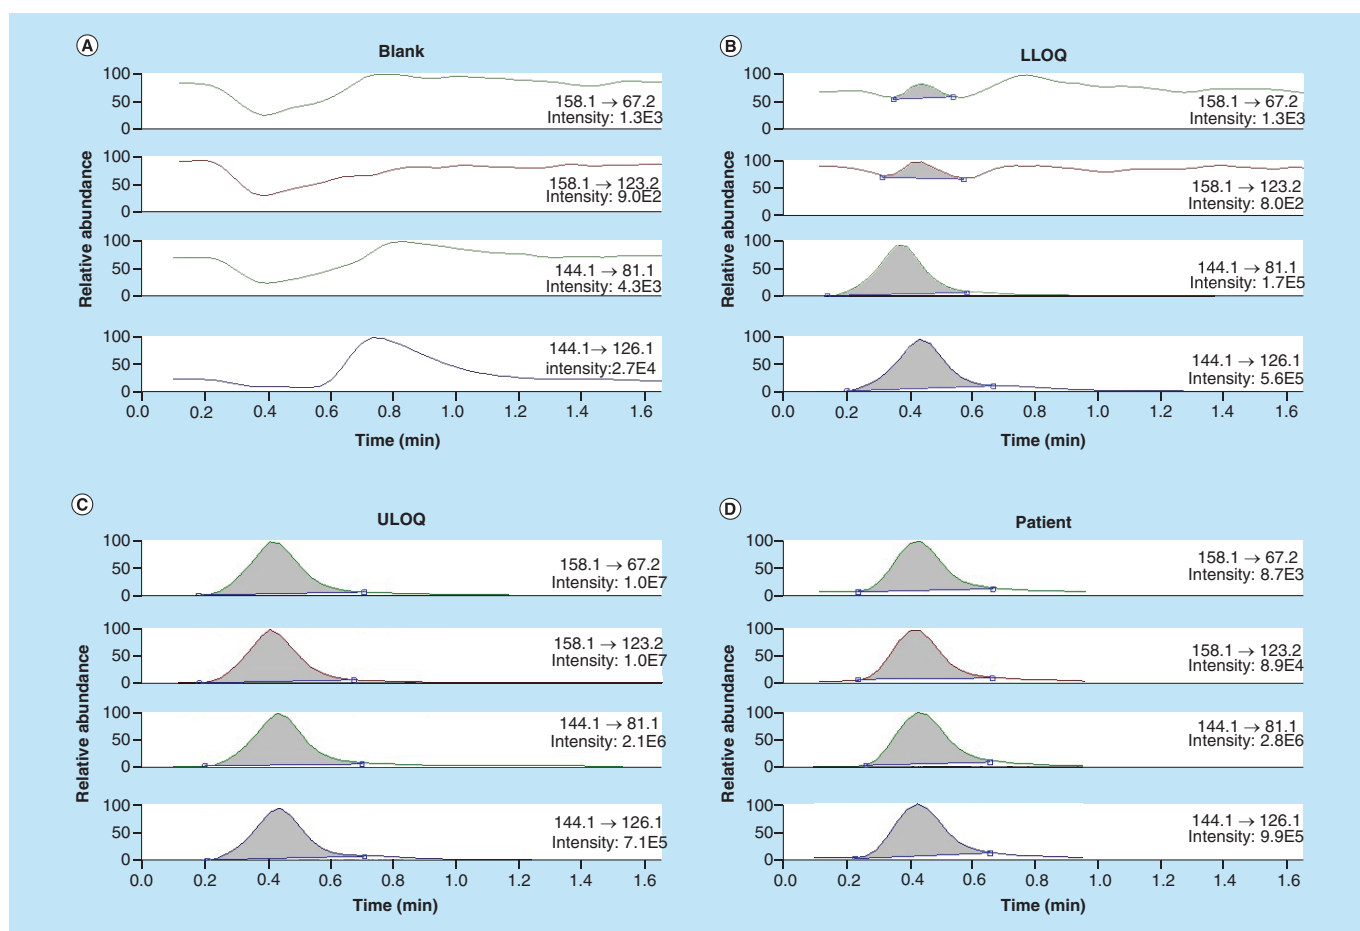 A
Blank
Relative abundance
100
50
0
158.1 → 67.2
Intensity: 1.3E3
100
50
0
158.1 → 123.2
Intensity: 9.0E2
100
50
0
144.1 → 81.1
Intensity: 4.3E3
100
50
0
144.1→ 126.1
intensity:2.7E4
0.0 0.2 0.4 0.6 0.8 1.0 1.2 1.4 1.6
Time (min)
B
LLOQ
Relative abundance
100
50
0
158.1 → 67.2
Intensity: 1.3E3
100
50
0
158.1 → 123.2
Intensity: 8.0E2
100
50
0
144.1 → 81.1
Intensity: 1.7E5
100
50
0
144.1 → 126.1
Intensity: 5.6E5
0.0 0.2 0.4 0.6 0.8 1.0 1.2 1.4 1.6
Time (min)
C
ULOQ
Relative abundance
100
50
0
158.1 → 67.2
Intensity: 1.0E7
100
50
0
158.1 → 123.2
Intensity: 1.0E7
100
50
0
144.1 → 81.1
Intensity: 2.1E6
100
50
0
144.1 → 126.1
Intensity: 7.1E5
0.0 0.2 0.4 0.6 0.8 1.0 1.2 1.4 1.6
Time (min)
D
Patient
Relative abundance
100
50
0
158.1 → 67.2
Intensity: 8.7E3
100
50
0
158.1 → 123.2
Intensity: 8.9E4
100
50
0
144.1 → 81.1
Intensity: 2.8E6
100
50
0
144.1 → 126.1
Intensity: 9.9E5
0.0 0.2 0.4 0.6 0.8 1.0 1.2 1.4 1.6
Time (min)